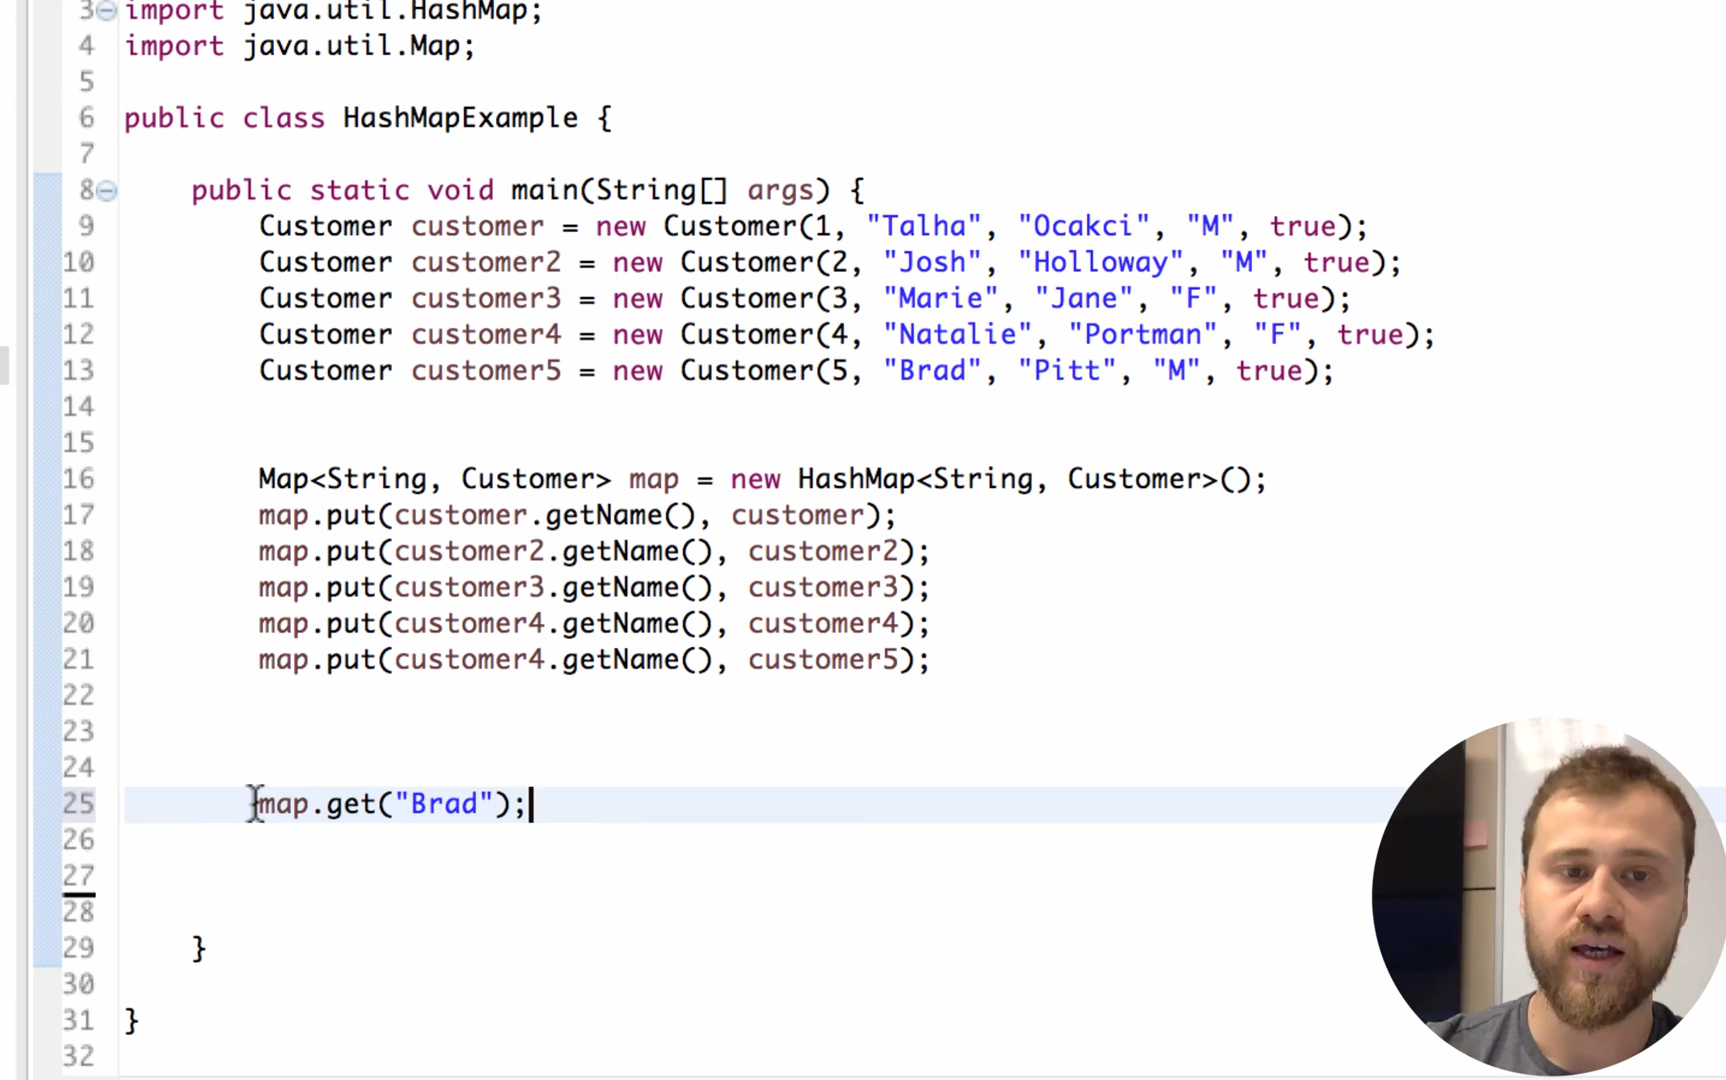 3 import java.util.HashMap;
4 import java.util.Map;
5
6 public class HashMapExample {
7
8 public static void main(String[] args) {
9 Customer customer = new Customer(1, "Talha", "Ocakci", "M", true);
10 Customer customer2 = new Customer(2, "Josh", "Holloway", "M", true);
11 Customer customer3 = new Customer(3, "Marie", "Jane", "F", true);
12 Customer customer4 = new Customer(4, "Natalie", "Portman", "F", true);
13 Customer customer5 = new Customer(5, "Brad", "Pitt", "M", true);
14
15
16 Map<String, Customer> map = new HashMap<String, Customer>();
17 map.put(customer.getName(), customer);
18 map.put(customer2.getName(), customer2);
19 map.put(customer3.getName(), customer3);
20 map.put(customer4.getName(), customer4);
21 map.put(customer4.getName(), customer5);
22
23
24
25 map.get("Brad");
26
27
28
29 }
30
31 }
32